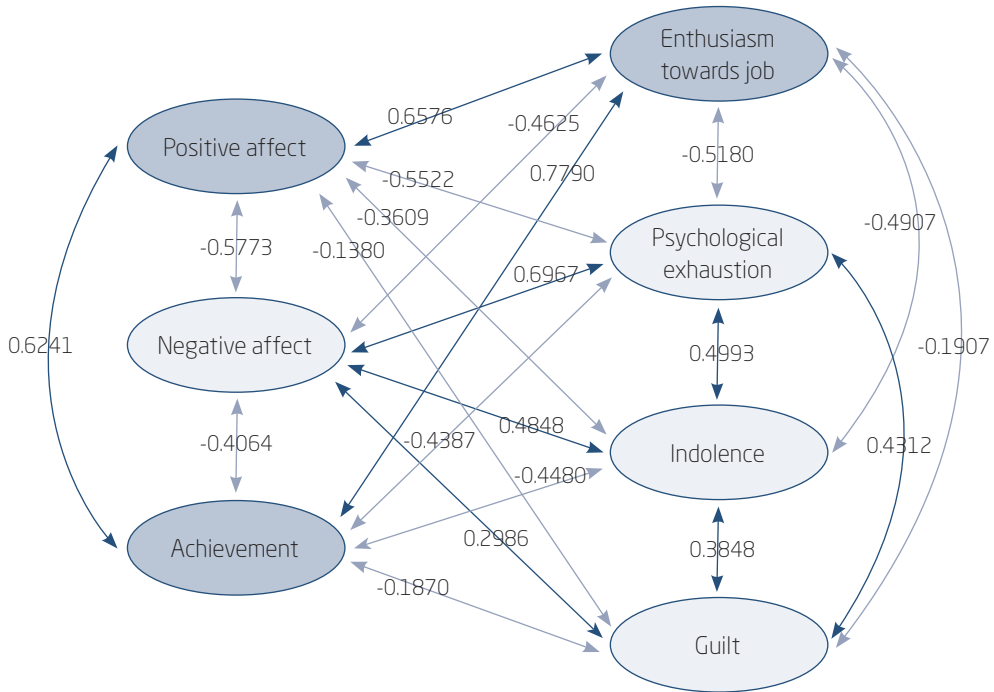 Enthusiasm
towards job
0.6576
-0.4625
Positive affect
-0.5180
0.7790
-0.5522
-0.3609
-0.4907
-0.5773
-0.1380
Psychological
exhaustion
0.6967
0.6241
Negative affect
0.4993
-0.1907
-0.4064
-0.4387
0.4848
0.4312
Indolence
-0.4480
Achievement
0.2986
0.3848
-0.1870
Guilt